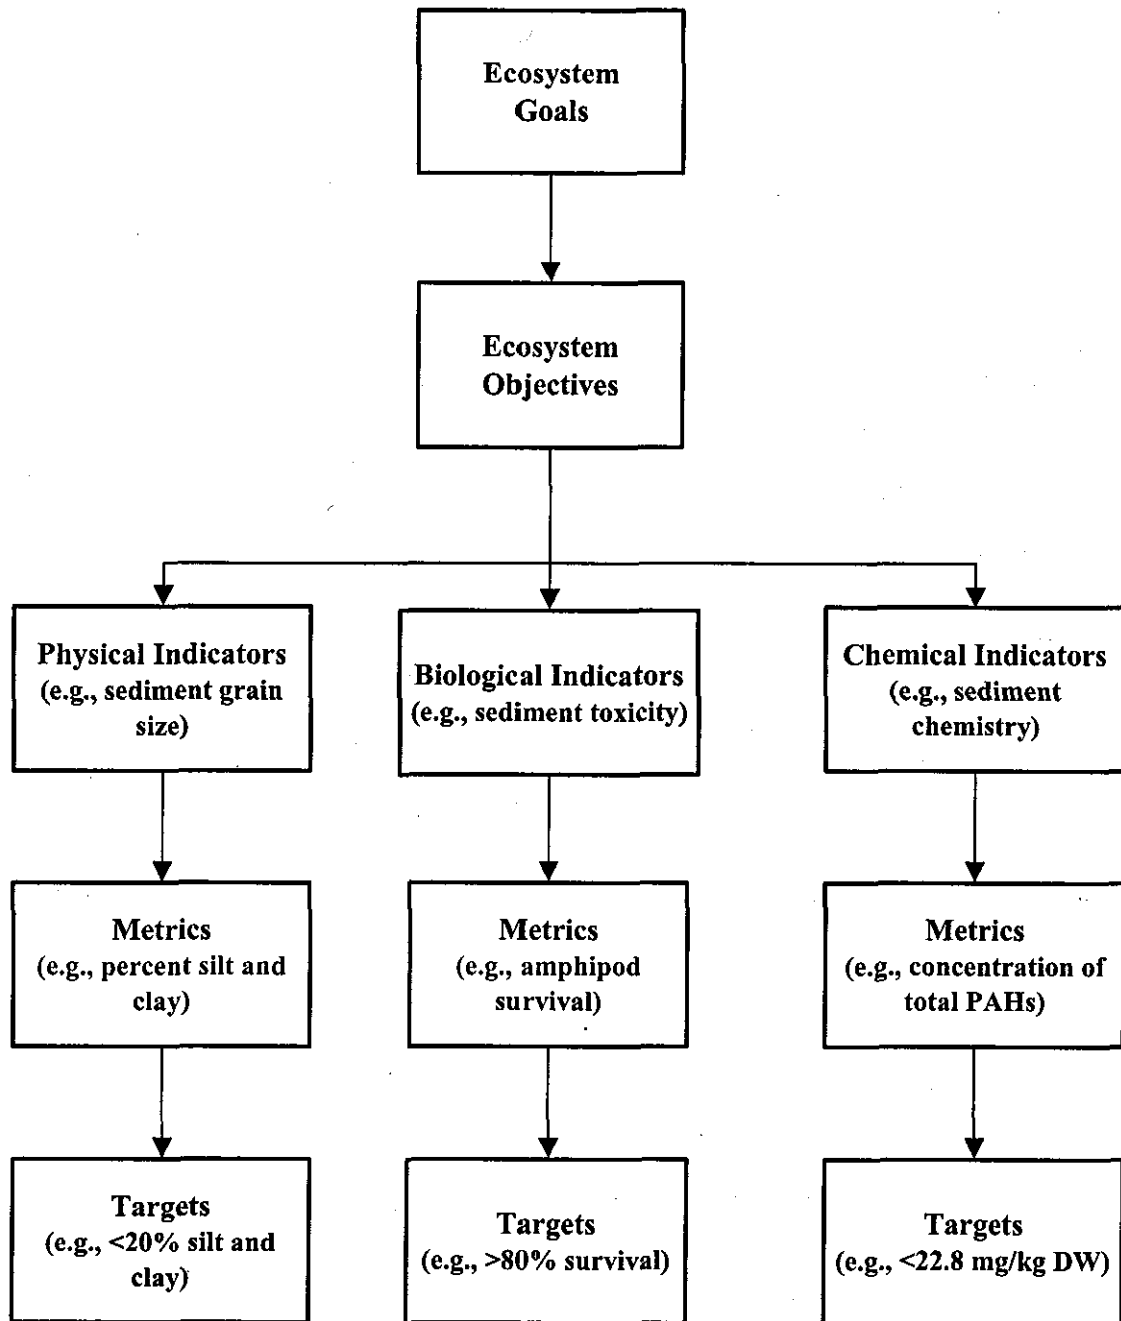 Ecosystem
Goals
Ecosystem
Objectives
Physical Indicators
(e.g., sediment grain
size)
Biological Indicators
(e.g., sediment toxicity)
Chemical Indicators
(e.g., sediment
chemistry)
Metrics
(e.g., percent silt and
clay)
Metrics
(e.g., amphipod
survival)
Metrics
(e.g., concentration of
total PAHs)
Targets
(e.g., <20% silt and
clay)
Targets
(e.g., >80% survival)
Targets
(e.g., <22.8 mg/kg DW)